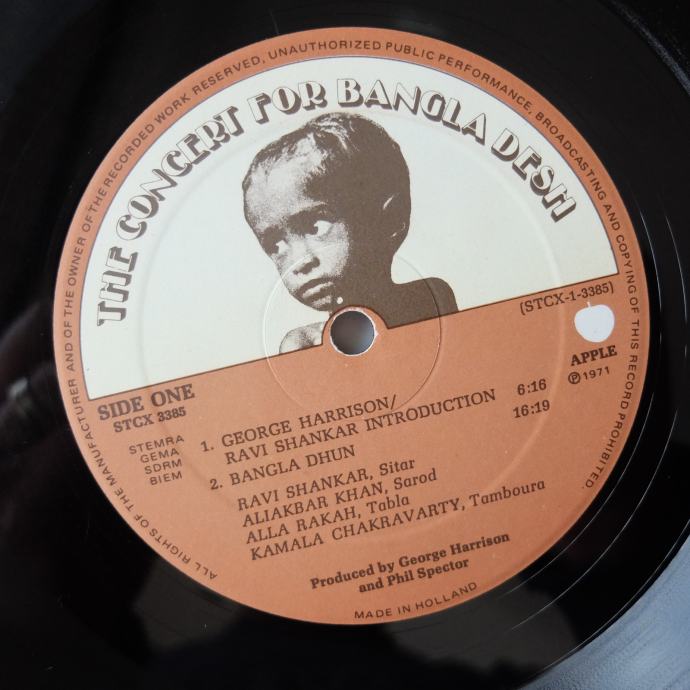 ALL RIGHTS OF THE MANUFACTURER AND OF THE OWNER OF THE RECORDED WORK RESERVED, UNAUTHORIZED PUBLIC PERFORMANCE, BROADCASTING AND COPYING OF THIS RECORD PROHIBITED.
THE CONCERT FOR BANGLA DESH
(STCX-1-3385)
APPLE
℗ 1971
SIDE ONE
STCX 3385
STEMRA
GEMA
SDRM
BIEM
1. GEORGE HARRISON/
RAVI SHANKAR INTRODUCTION 6:16
2. BANGLA DHUN 16:19
RAVI SHANKAR, Sitar
ALIAKBAR KHAN, Sarod
ALLA RAKAH, Tabla
KAMALA CHAKRAVARTY, Tamboura
Produced by George Harrison
and Phil Spector
MADE IN HOLLAND